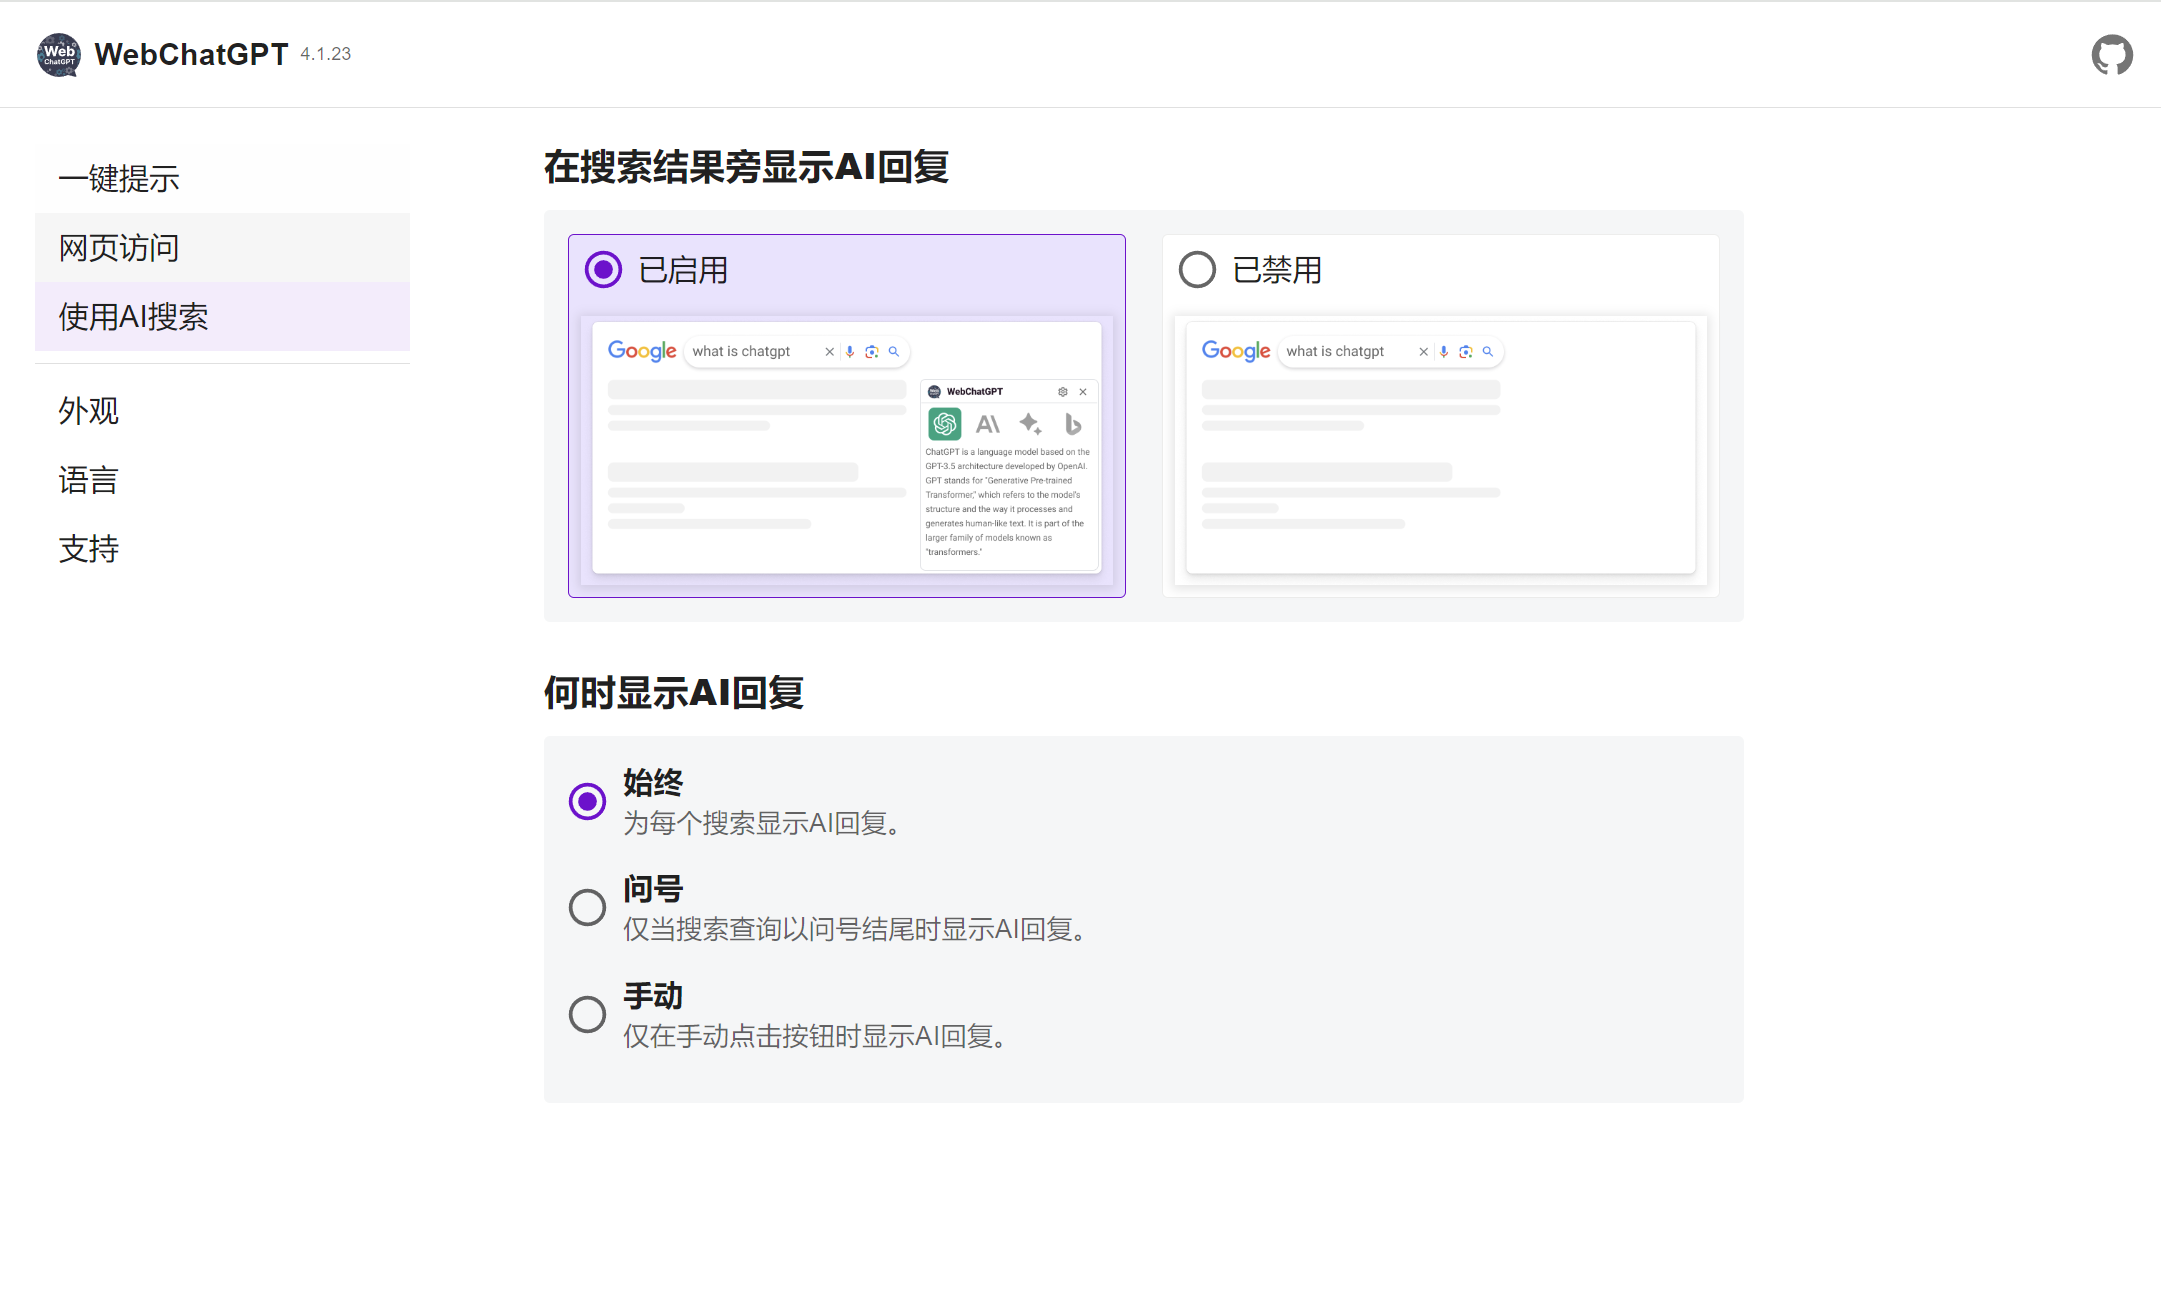 Web
ChatGPT
WebChatGPT 4.1.23
一键提示
网页访问
使用AI搜索
外观
语言
支持
在搜索结果旁显示AI回复
已启用
Google
what is chatgpt
WebChatGPT
ChatGPT is a language model based on the
GPT-3.5 architecture developed by OpenAI.
GPT stands for "Generative Pre-trained
Transformer," which refers to the model's
structure and the way it processes and
generates human-like text. It is part of the
larger family of models known as
"transformers."
已禁用
Google
what is chatgpt
何时显示AI回复
始终
为每个搜索显示AI回复。
问号
仅当搜索查询以问号结尾时显示AI回复。
手动
仅在手动点击按钮时显示AI回复。